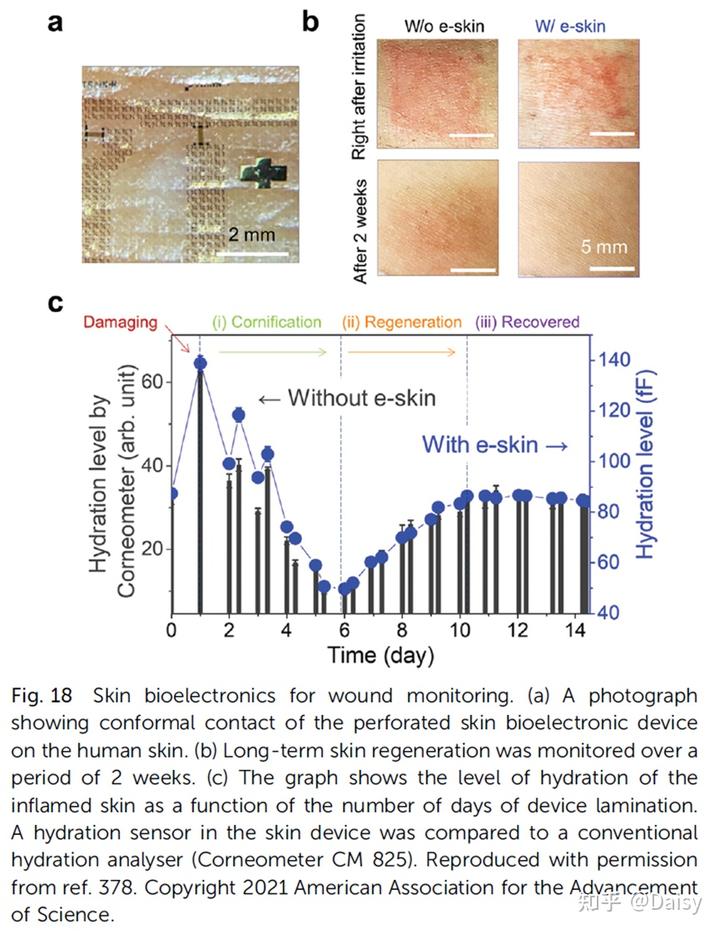 a
2 mm
b
W/o e-skin
W/ e-skin
Right after irritation
After 2 weeks
5 mm
c
Damaging
(i) Cornification
(ii) Regeneration
(iii) Recovered
← Without e-skin
With e-skin →
Hydration level by
Corneometer (arb. unit)
60
40
20
Hydration level (fF)
140
120
100
80
60
40
0 2 4 6 8 10 12 14
Time (day)
Fig. 18 Skin bioelectronics for wound monitoring. (a) A photograph
showing conformal contact of the perforated skin bioelectronic device
on the human skin. (b) Long-term skin regeneration was monitored over a
period of 2 weeks. (c) The graph shows the level of hydration of the
inflamed skin as a function of the number of days of device lamination.
A hydration sensor in the skin device was compared to a conventional
hydration analyser (Corneometer CM 825). Reproduced with permission
from ref. 378. Copyright 2021 American Association for the Advancement
of Science.
知乎 @Daisy